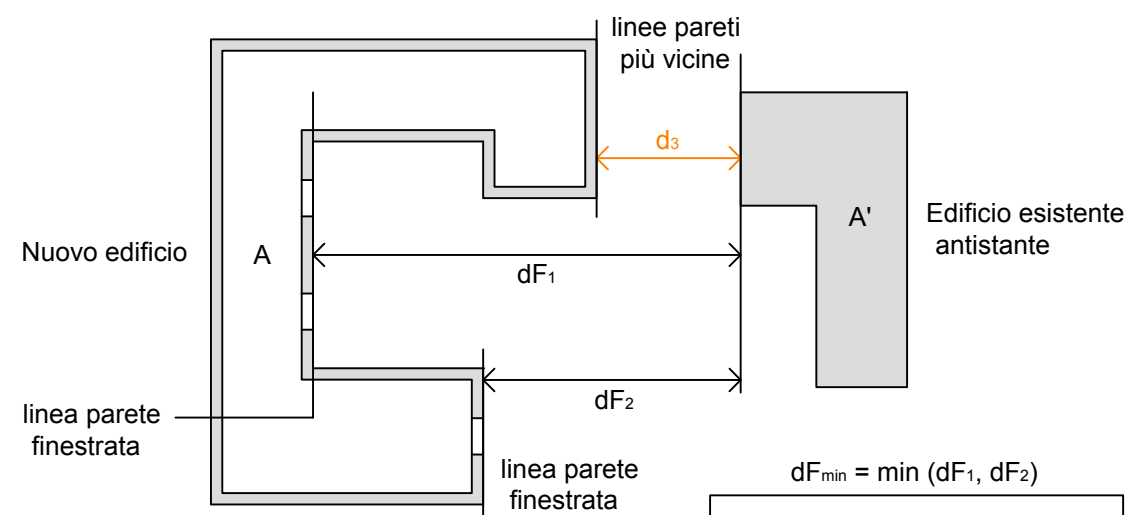 linee pareti
più vicine
d₃
Nuovo edificio
A
A'
Edificio esistente
antistante
dF₁
dF₂
linea parete
finestrata
linea parete
finestrata
dFmin = min (dF₁, dF₂)